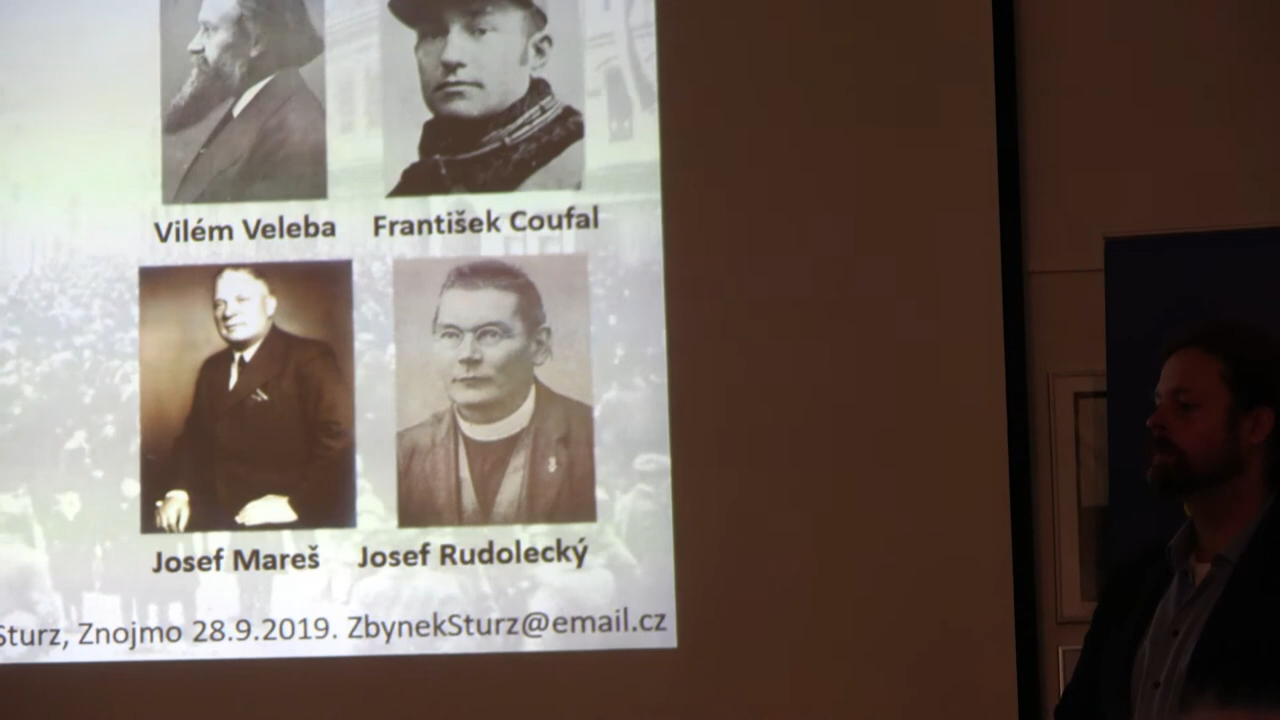 Vilém Veleba František Coufal
Josef Mareš Josef Rudolecký
Sturz, Znojmo 28.9.2019. ZbynekSturz@email.cz